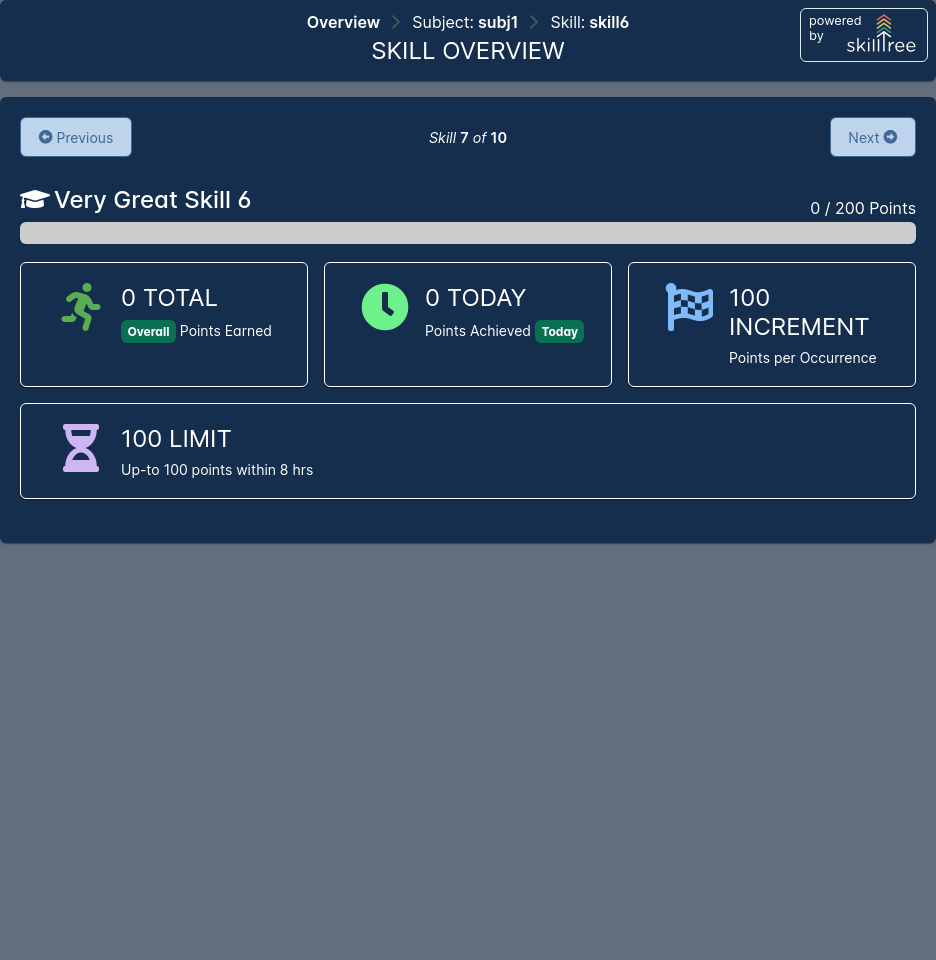 Overview > Subject: subj1 > Skill: skill6
SKILL OVERVIEW
powered
by
skilltree
Previous
Skill 7 of 10
Next
Very Great Skill 6
0 / 200 Points
0 TOTAL
Overall Points Earned
0 TODAY
Points Achieved Today
100
INCREMENT
Points per Occurrence
100 LIMIT
Up-to 100 points within 8 hrs